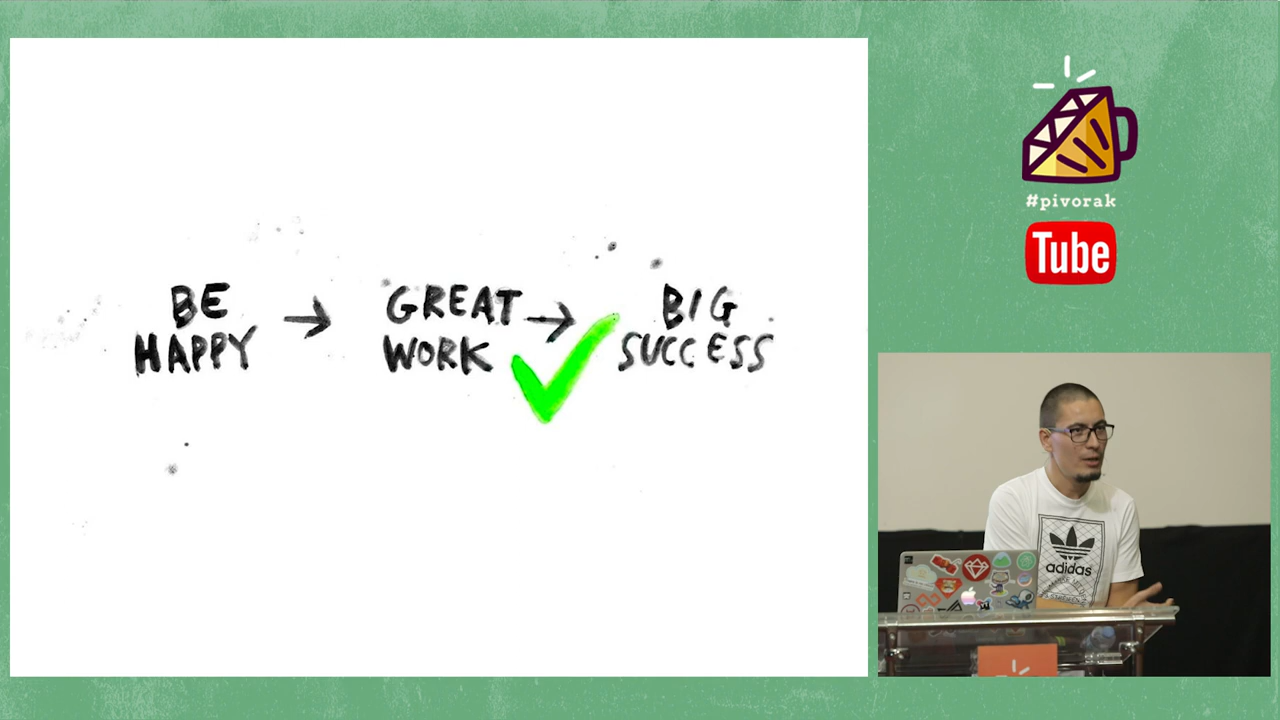 BE
HAPPY
→
GREAT
WORK
→
BIG
SUCCESS
#pivorak
Tube
adidas